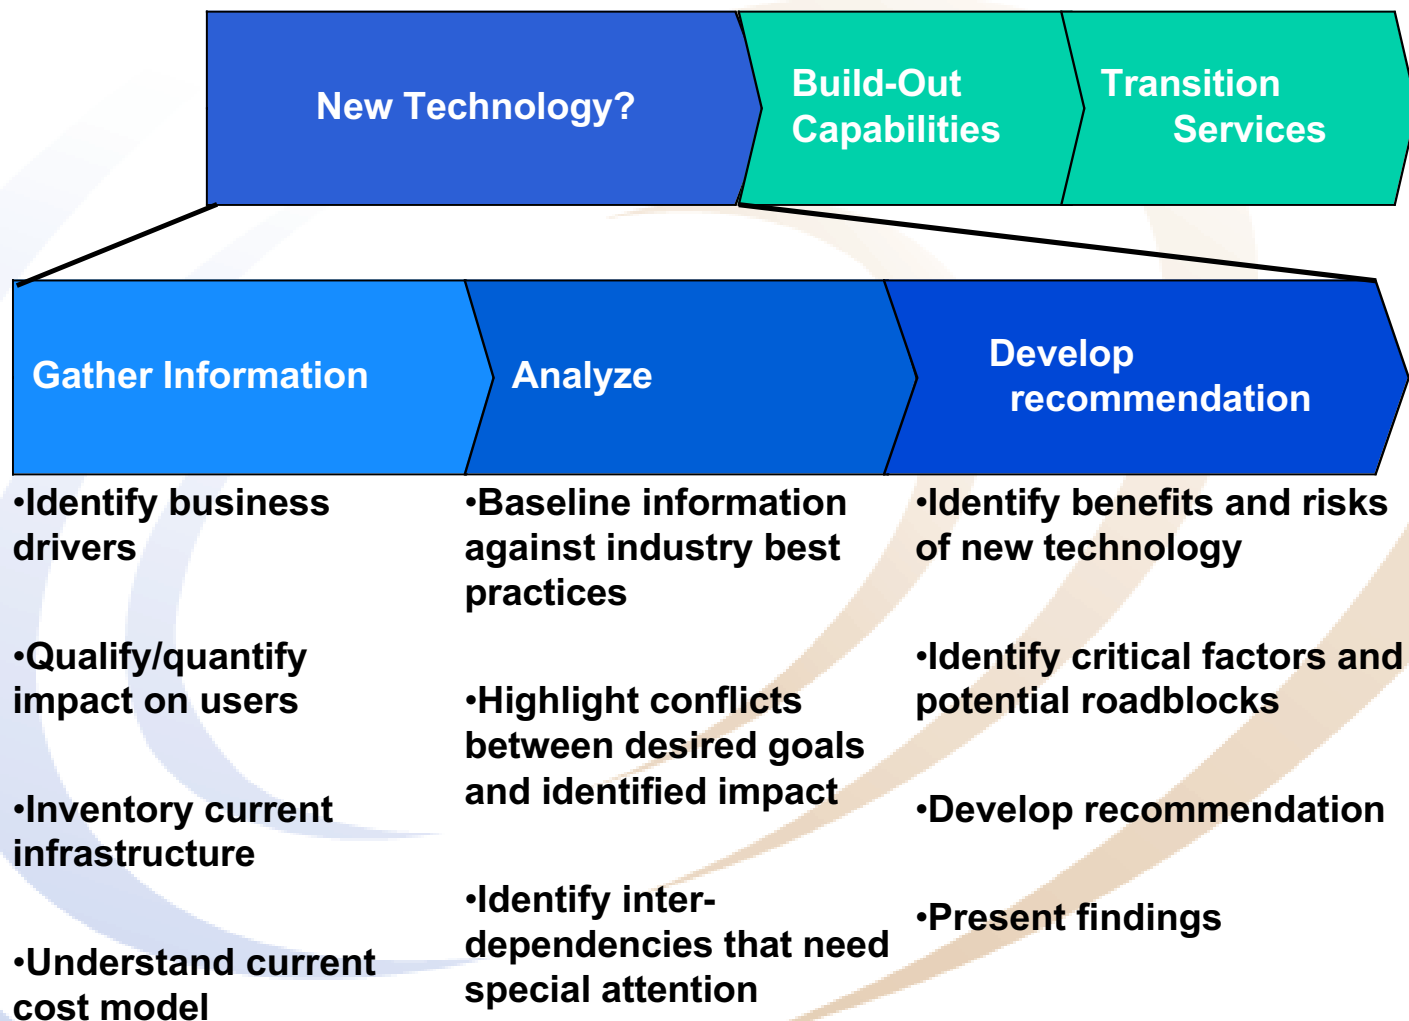 New Technology?
Build-Out
Capabilities
Transition
Services
Gather Information
Analyze
Develop
recommendation
•Identify business
drivers
•Qualify/quantify
impact on users
•Inventory current
infrastructure
•Understand current
cost model
•Baseline information
against industry best
practices
•Highlight conflicts
between desired goals
and identified impact
•Identify inter-
dependencies that need
special attention
•Identify benefits and risks
of new technology
•Identify critical factors and
potential roadblocks
•Develop recommendation
•Present findings